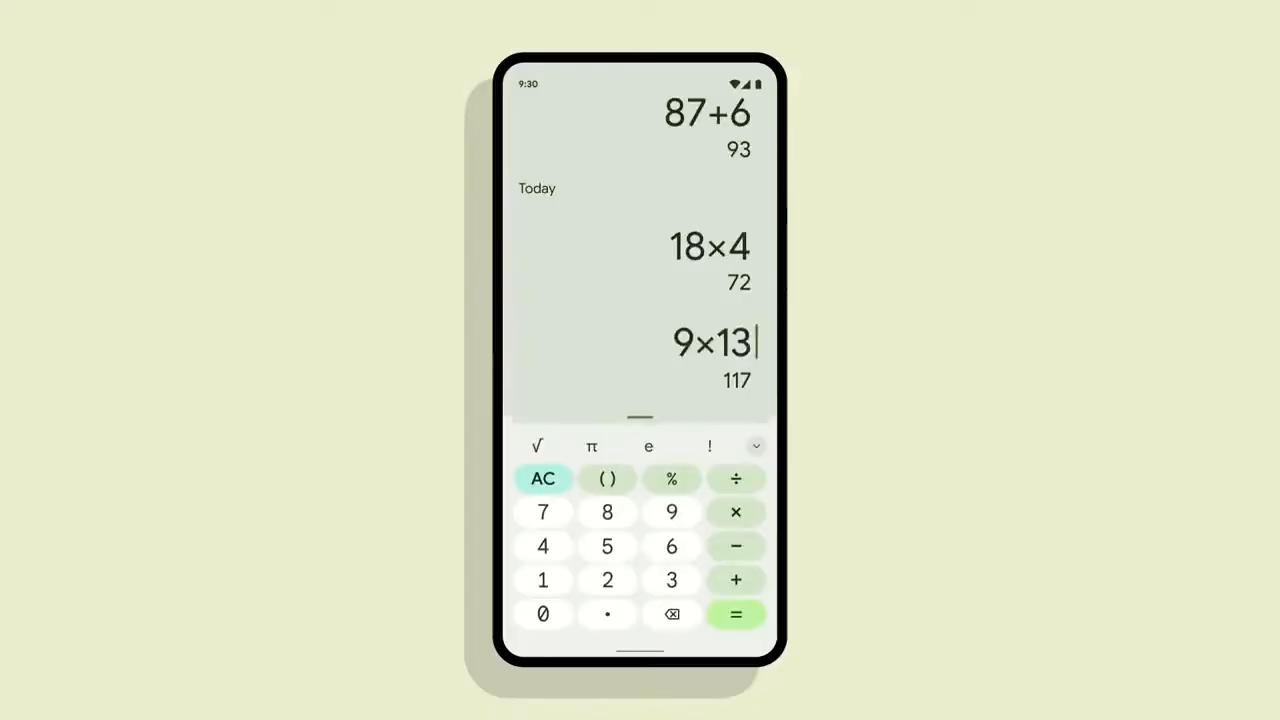 9:30
87+6
93
Today
18×4
72
9×13
117
√ π e !
AC ( ) % ÷
7 8 9 ×
4 5 6 −
1 2 3 +
0 . =